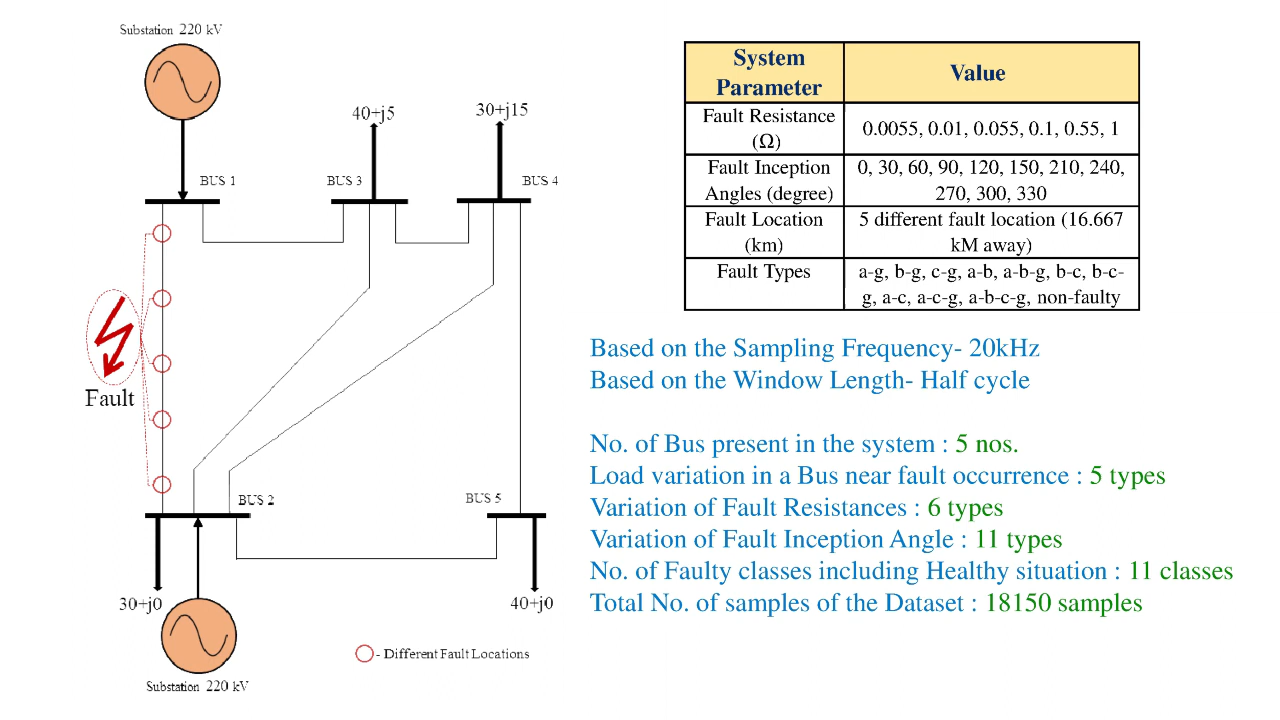 Substation 220 kV
40+j5
30+j15
BUS 1
BUS 3
BUS 4
Fault
BUS 2
BUS 5
30+j0
40+j0
- Different Fault Locations
Substation 220 kV
System
Parameter
Value
Fault Resistance
(Ω)
0.0055, 0.01, 0.055, 0.1, 0.55, 1
Fault Inception
Angles (degree)
0, 30, 60, 90, 120, 150, 210, 240,
270, 300, 330
Fault Location
(km)
5 different fault location (16.667
kM away)
Fault Types
a-g, b-g, c-g, a-b, a-b-g, b-c, b-c-
g, a-c, a-c-g, a-b-c-g, non-faulty
Based on the Sampling Frequency- 20kHz
Based on the Window Length- Half cycle
No. of Bus present in the system : 5 nos.
Load variation in a Bus near fault occurrence : 5 types
Variation of Fault Resistances : 6 types
Variation of Fault Inception Angle : 11 types
No. of Faulty classes including Healthy situation : 11 classes
Total No. of samples of the Dataset : 18150 samples